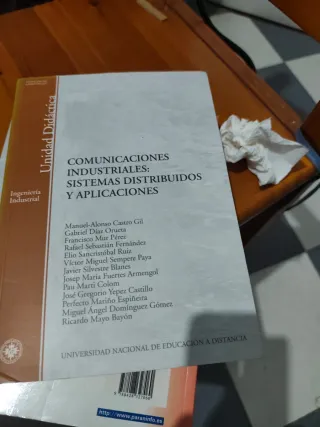 Unidad Didáctica
Ingeniería
Industrial
COMUNICACIONES
INDUSTRIALES:
SISTEMAS DISTRIBUIDOS
Y APLICACIONES
Manuel-Alonso Castro Gil
Gabriel Díaz Orueta
Francisco Mur Pérez
Rafael Sebastián Fernández
Elio Sancristóbal Ruiz
Víctor Miguel Sempere Paya
Javier Silvestre Blanes
Josep María Fuertes Armengol
Pau Martí Colom
José Gregorio Yepez Castillo
Perfecto Mariño Espiñeira
Miguel Ángel Domínguez Gómez
Ricardo Mayo Bayón
UNIVERSIDAD NACIONAL DE EDUCACIÓN A DISTANCIA
http://www.paraninfo.es